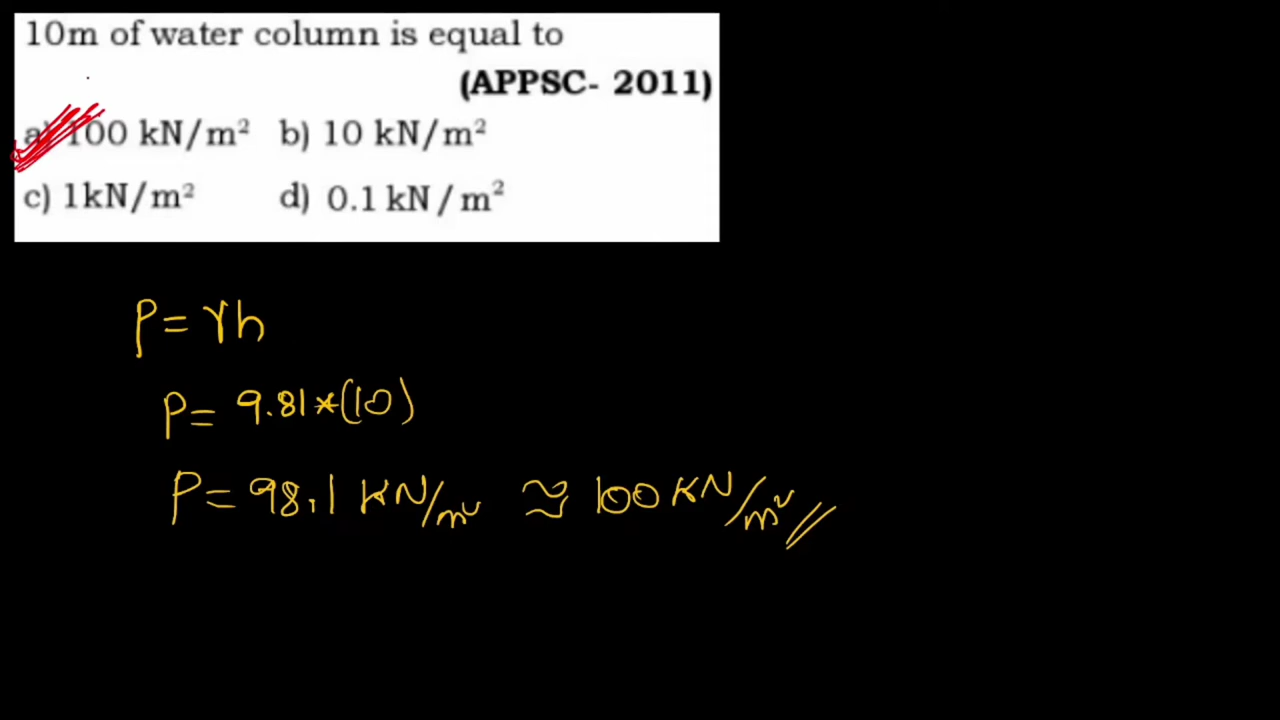 10m of water column is equal to
(APPSC- 2011)
a) 100 kN/m² b) 10 kN/m²
c) 1kN/m² d) 0.1 kN/m²
P = γh
P = 9.81*(10)
P = 98.1 KN/m² ≈ 100 KN/m²